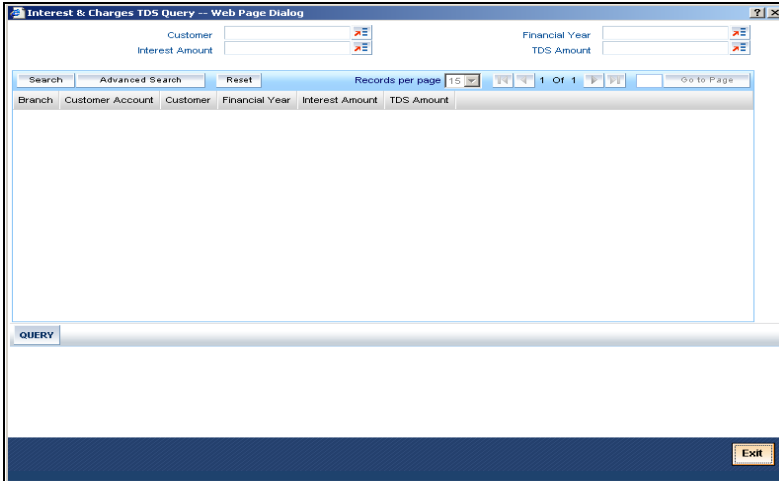 Interest & Charges TDS Query -- Web Page Dialog
Customer Financial Year
Interest Amount TDS Amount
Search Advanced Search Reset Records per page 15 1 Of 1 Go to Page
Branch Customer Account Customer Financial Year Interest Amount TDS Amount
QUERY
Exit